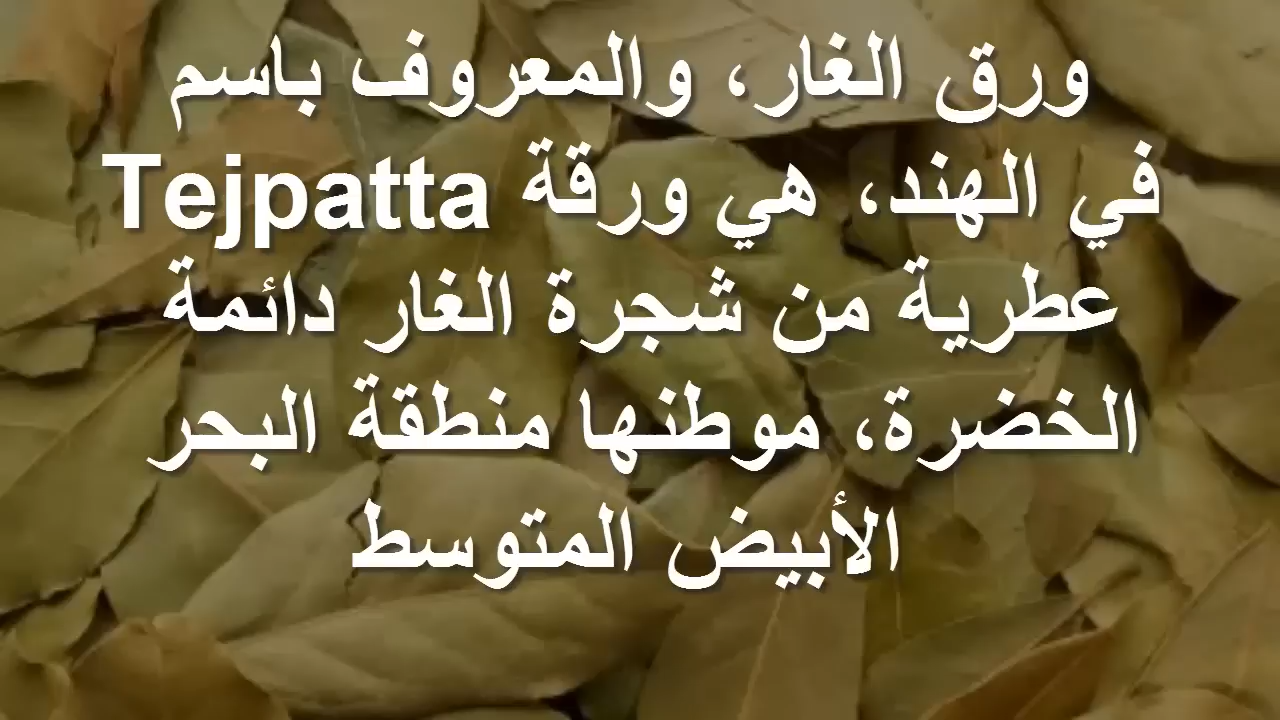 ورق الغار، والمعروف باسم
في الهند، هي ورقة Tejpatta
عطرية من شجرة الغار دائمة
الخضرة، موطنها منطقة البحر
الأبيض المتوسط